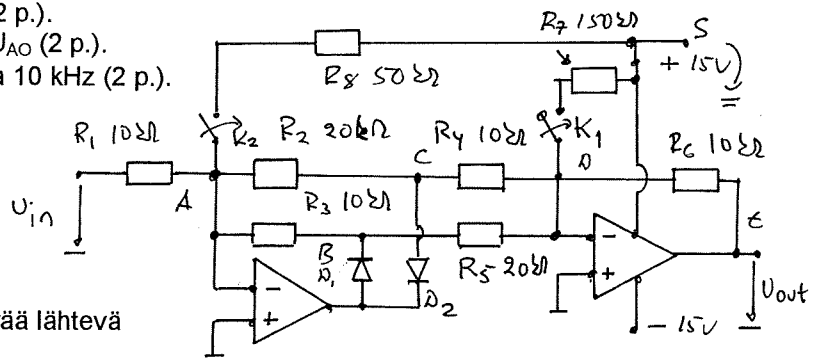 2 p.).
U_AO (2 p.).
a 10 kHz (2 p.).
R7 150kΩ
S
+ 15V
R8 50kΩ
K2
R1 10kΩ
R2 20kΩ
C
R4 10kΩ
K1
D
R6 10kΩ
A
R3 10kΩ
Uin
B
D1
R5 20kΩ
E
D2
−
+
−
+
Uout
− 15V
rää lähtevä